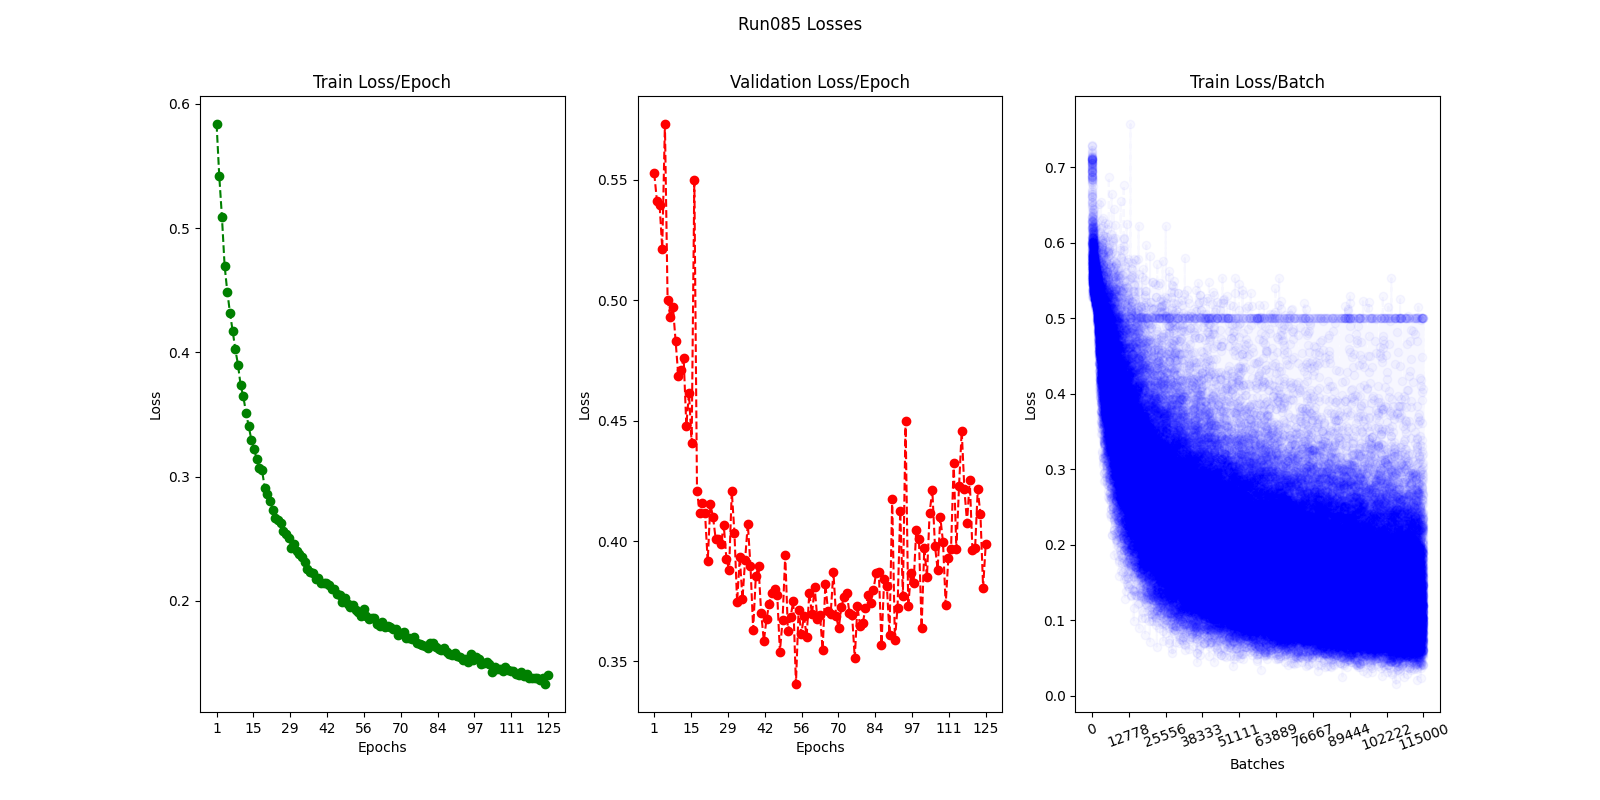 Run085 Losses
Train Loss/Epoch
Validation Loss/Epoch
Train Loss/Batch
Loss
0.6
0.5
0.4
0.3
0.2
1 15 29 42 56 70 84 97 111 125
Epochs
Loss
0.55
0.50
0.45
0.40
0.35
1 15 29 42 56 70 84 97 111 125
Epochs
Loss
0.7
0.6
0.5
0.4
0.3
0.2
0.1
0.0
0 12778 25556 38333 51111 63889 76667 89444 102222 115000
Batches